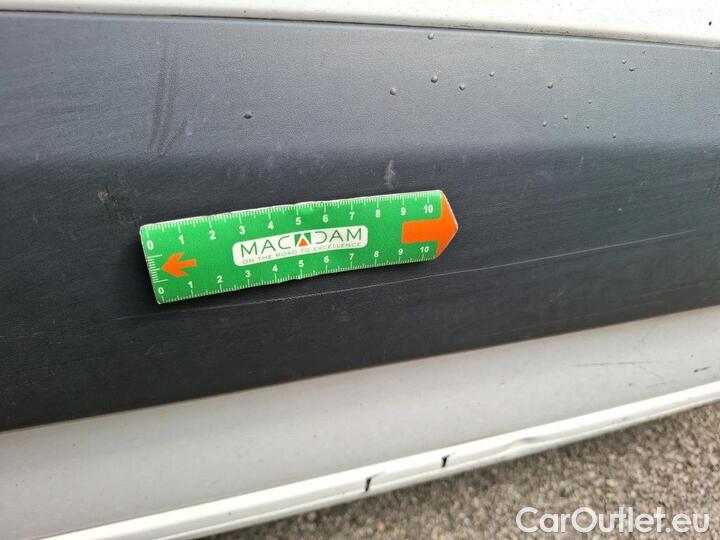 0 1 2 3 4 5 6 7 8 9 10
MACADAM
ON THE ROAD TO EXCELLENCE
0 1 2 3 4 5 6 7 8 9 10
CarOutlet.eu